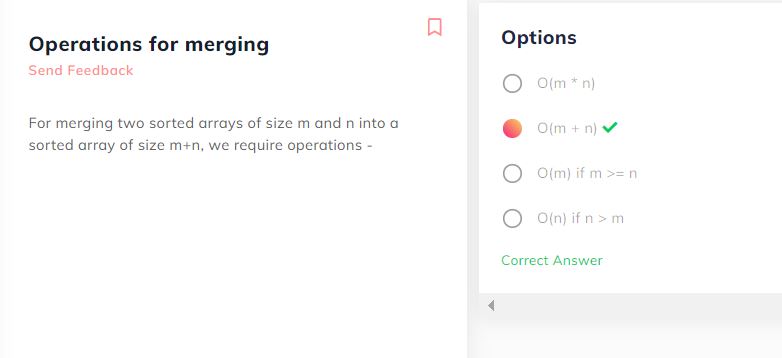 Operations for merging
Send Feedback
For merging two sorted arrays of size m and n into a
sorted array of size m+n, we require operations -
Options
O(m * n)
O(m + n)
O(m) if m >= n
O(n) if n > m
Correct Answer